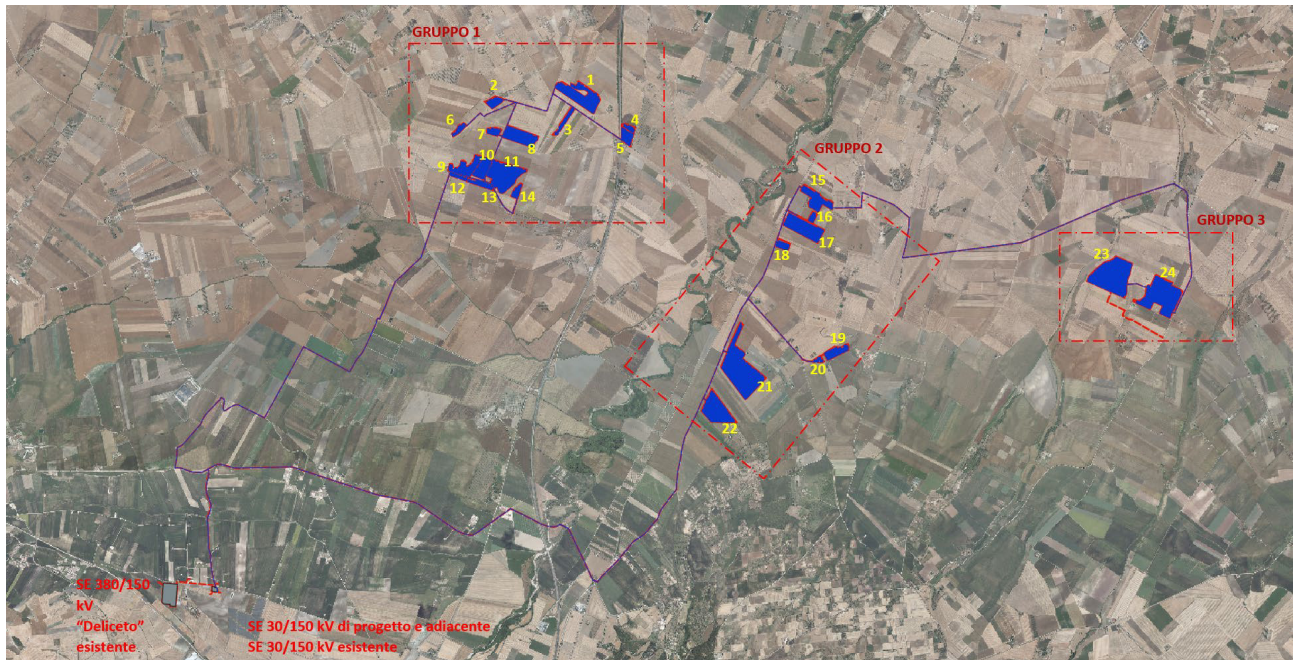 GRUPPO 1
1
2
3
4
5
6
7
8
9
10
11
12
13
14
GRUPPO 2
15
16
17
18
19
20
21
22
GRUPPO 3
23
24
SE 380/150
kV
“Deliceto”
esistente
SE 30/150 kV di progetto e adiacente
SE 30/150 kV esistente